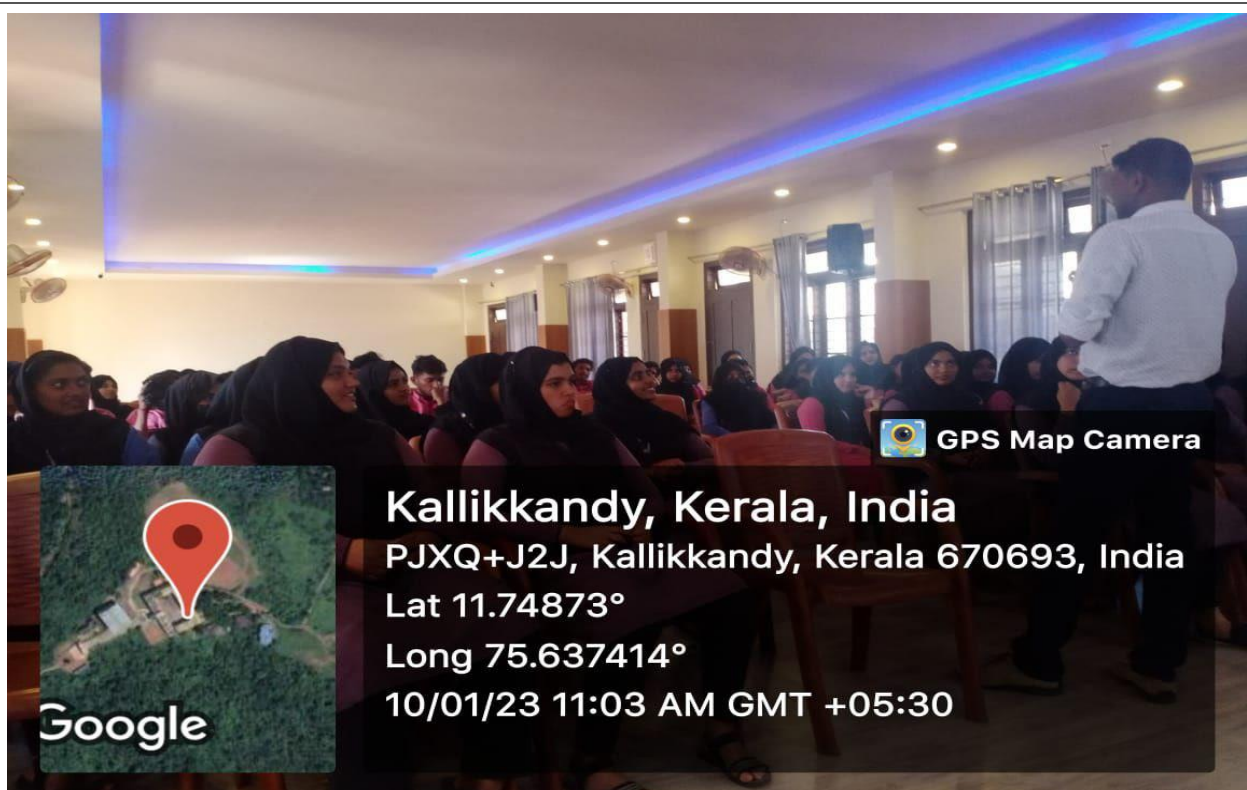 GPS Map Camera
Kallikkandy, Kerala, India
PJXQ+J2J, Kallikkandy, Kerala 670693, India
Lat 11.74873°
Long 75.637414°
10/01/23 11:03 AM GMT +05:30
Google